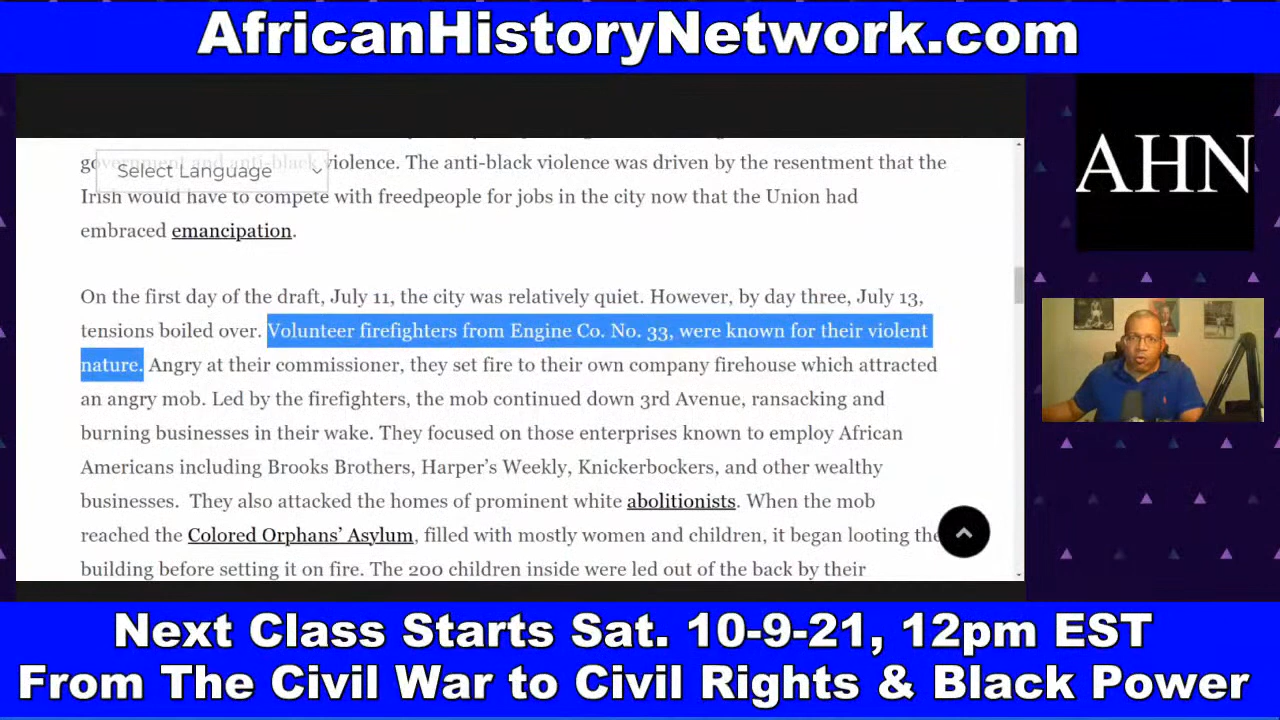 AfricanHistoryNetwork.com
AHN
Select Language
government and anti-black violence. The anti-black violence was driven by the resentment that the
Irish would have to compete with freedpeople for jobs in the city now that the Union had
embraced emancipation.
On the first day of the draft, July 11, the city was relatively quiet. However, by day three, July 13,
tensions boiled over. Volunteer firefighters from Engine Co. No. 33, were known for their violent
nature. Angry at their commissioner, they set fire to their own company firehouse which attracted
an angry mob. Led by the firefighters, the mob continued down 3rd Avenue, ransacking and
burning businesses in their wake. They focused on those enterprises known to employ African
Americans including Brooks Brothers, Harper’s Weekly, Knickerbockers, and other wealthy
businesses.  They also attacked the homes of prominent white abolitionists. When the mob
reached the Colored Orphans’ Asylum, filled with mostly women and children, it began looting the
building before setting it on fire. The 200 children inside were led out of the back by their
Next Class Starts Sat. 10-9-21, 12pm EST
From The Civil War to Civil Rights & Black Power